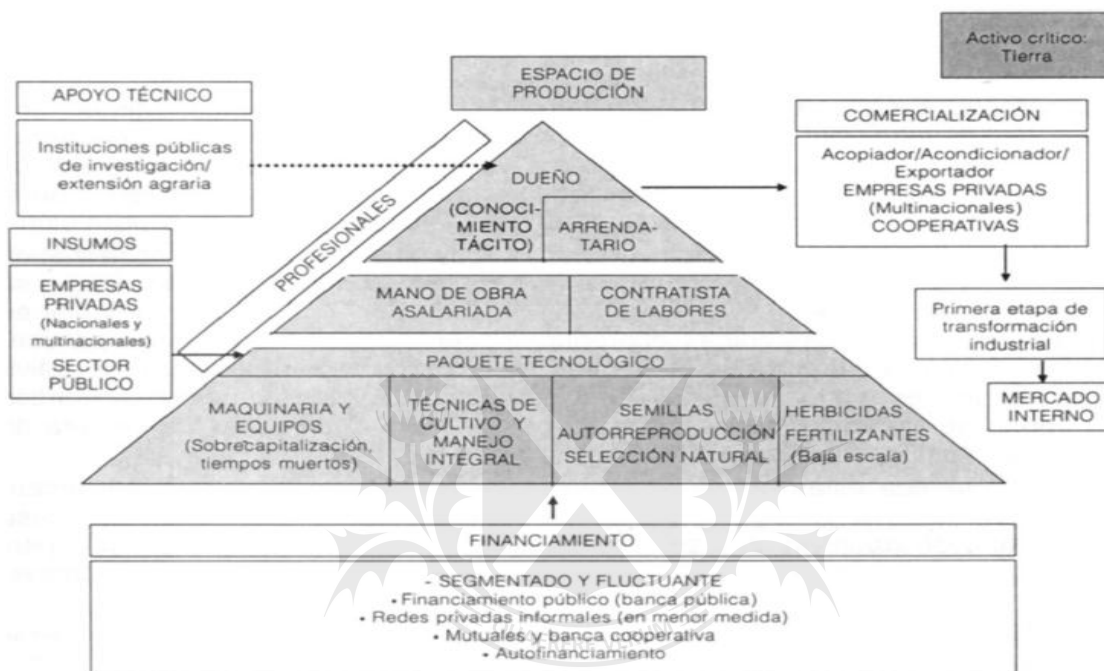 Activo crítico:
Tierra
ESPACIO DE
PRODUCCIÓN
APOYO TÉCNICO
Instituciones públicas
de investigación/
extensión agraria
INSUMOS
EMPRESAS
PRIVADAS
(Nacionales y
multinacionales)
SECTOR
PÚBLICO
PROFESIONALES
DUEÑO
(CONOCI-
MIENTO
TÁCITO)
ARRENDA-
TARIO
MANO DE OBRA
ASALARIADA
CONTRATISTA
DE LABORES
PAQUETE TECNOLÓGICO
MAQUINARIA Y
EQUIPOS
(Sobrecapitalización,
tiempos muertos)
TÉCNICAS DE
CULTIVO Y
MANEJO
INTEGRAL
SEMILLAS
AUTORREPRODUCCIÓN
SELECCIÓN NATURAL
HERBICIDAS
FERTILIZANTES
(Baja escala)
COMERCIALIZACIÓN
Acopiador/Acondicionador/
Exportador
EMPRESAS PRIVADAS
(Multinacionales)
COOPERATIVAS
Primera etapa de
transformación
industrial
MERCADO
INTERNO
FINANCIAMIENTO
- SEGMENTADO Y FLUCTUANTE
• Financiamiento público (banca pública)
• Redes privadas informales (en menor medida)
• Mutuales y banca cooperativa
• Autofinanciamiento